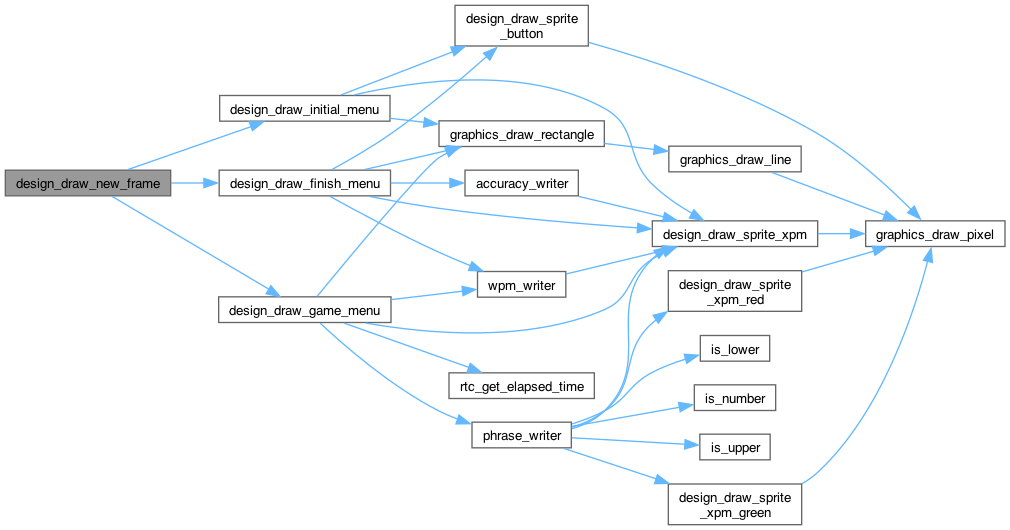 design_draw_sprite
_button
design_draw_initial_menu
graphics_draw_rectangle
graphics_draw_line
design_draw_new_frame
design_draw_finish_menu
accuracy_writer
design_draw_sprite_xpm
graphics_draw_pixel
wpm_writer
design_draw_sprite
_xpm_red
design_draw_game_menu
is_lower
rtc_get_elapsed_time
is_number
phrase_writer
is_upper
design_draw_sprite
_xpm_green